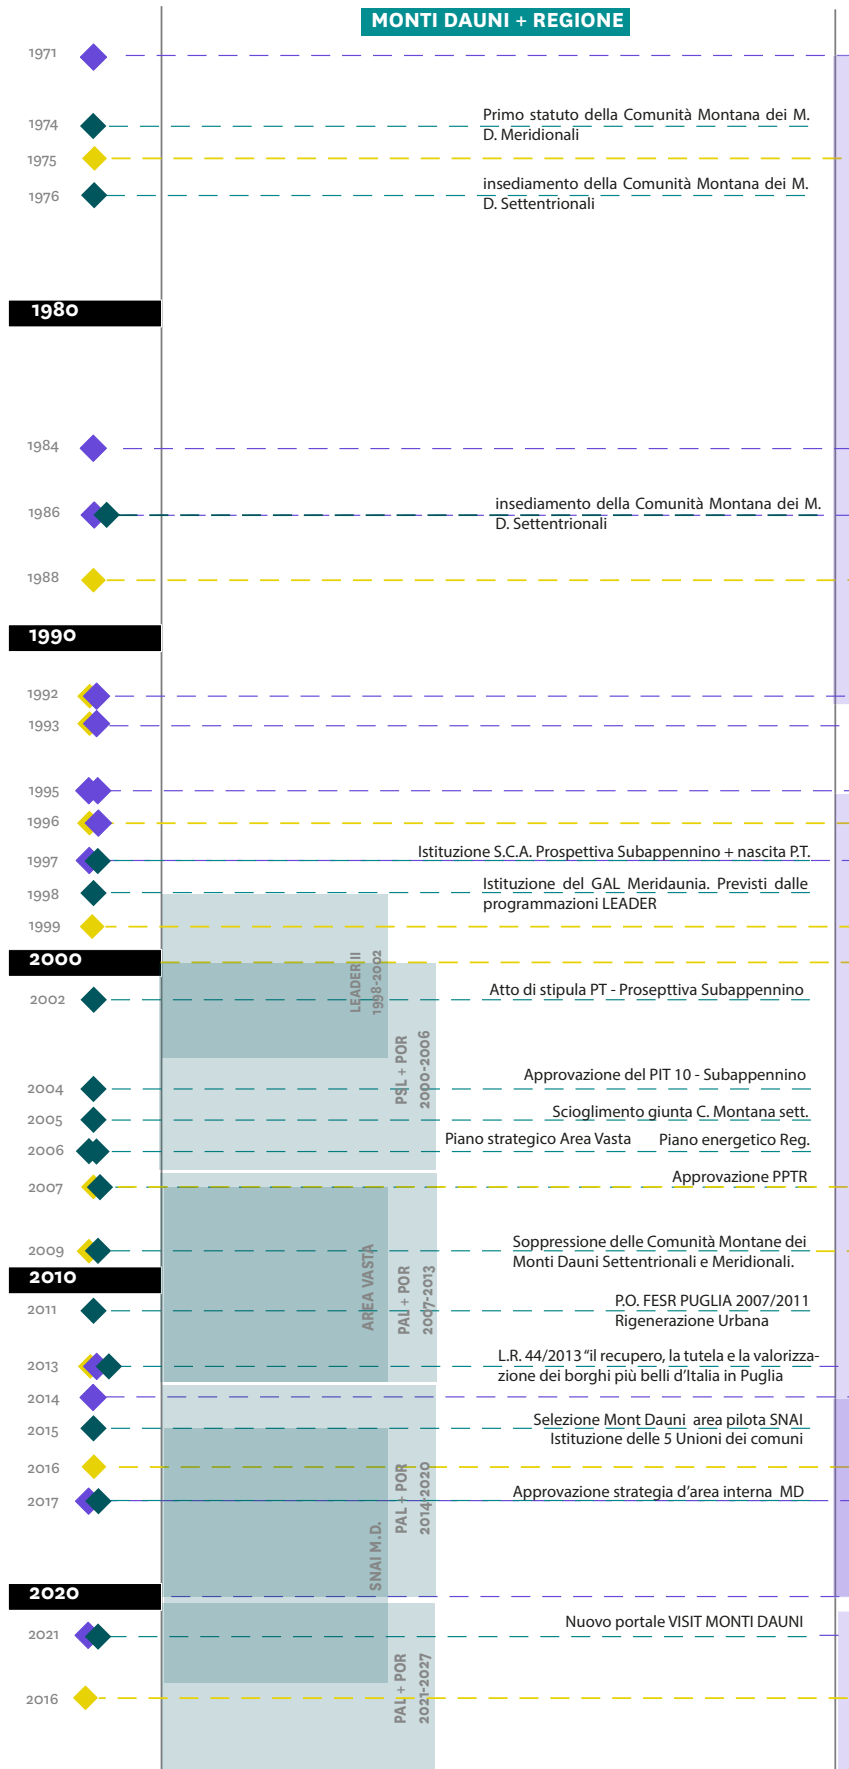 MONTI DAUNI + REGIONE
1971
1974
Primo statuto della Comunità Montana dei M.
D. Meridionali
1975
1976
insediamento della Comunità Montana dei M.
D. Settentrionali
1980
1984
1986
insediamento della Comunità Montana dei M.
D. Settentrionali
1988
1990
1992
1993
1995
1996
1997
Istituzione S.C.A. Prospettiva Subappennino + nascita P.T.
1998
Istituzione del GAL Meridaunia. Previsti dalle
programmazioni LEADER
1999
2000
LEADER II
1998-2002
2002
Atto di stipula PT - Prosepttiva Subappennino
PSL + POR
2000-2006
2004
Approvazione del PIT 10 - Subappennino
2005
Scioglimento giunta C. Montana sett.
2006
Piano strategico Area Vasta
Piano energetico Reg.
2007
Approvazione PPTR
2009
Soppressione delle Comunità Montane dei
Monti Dauni Settentrionali e Meridionali.
2010
AREA VASTA
PAL + POR
2007-2013
2011
P.O. FESR PUGLIA 2007/2011
Rigenerazione Urbana
2013
L.R. 44/2013 “il recupero, la tutela e la valorizza-
zione dei borghi più belli d’Italia in Puglia
2014
2015
Selezione Mont Dauni area pilota SNAI
Istituzione delle 5 Unioni dei comuni
2016
2017
Approvazione strategia d’area interna MD
SNAI M.D.
PAL + POR
2014-2020
2020
2021
Nuovo portale VISIT MONTI DAUNI
PAL + POR
2021-2027
2016